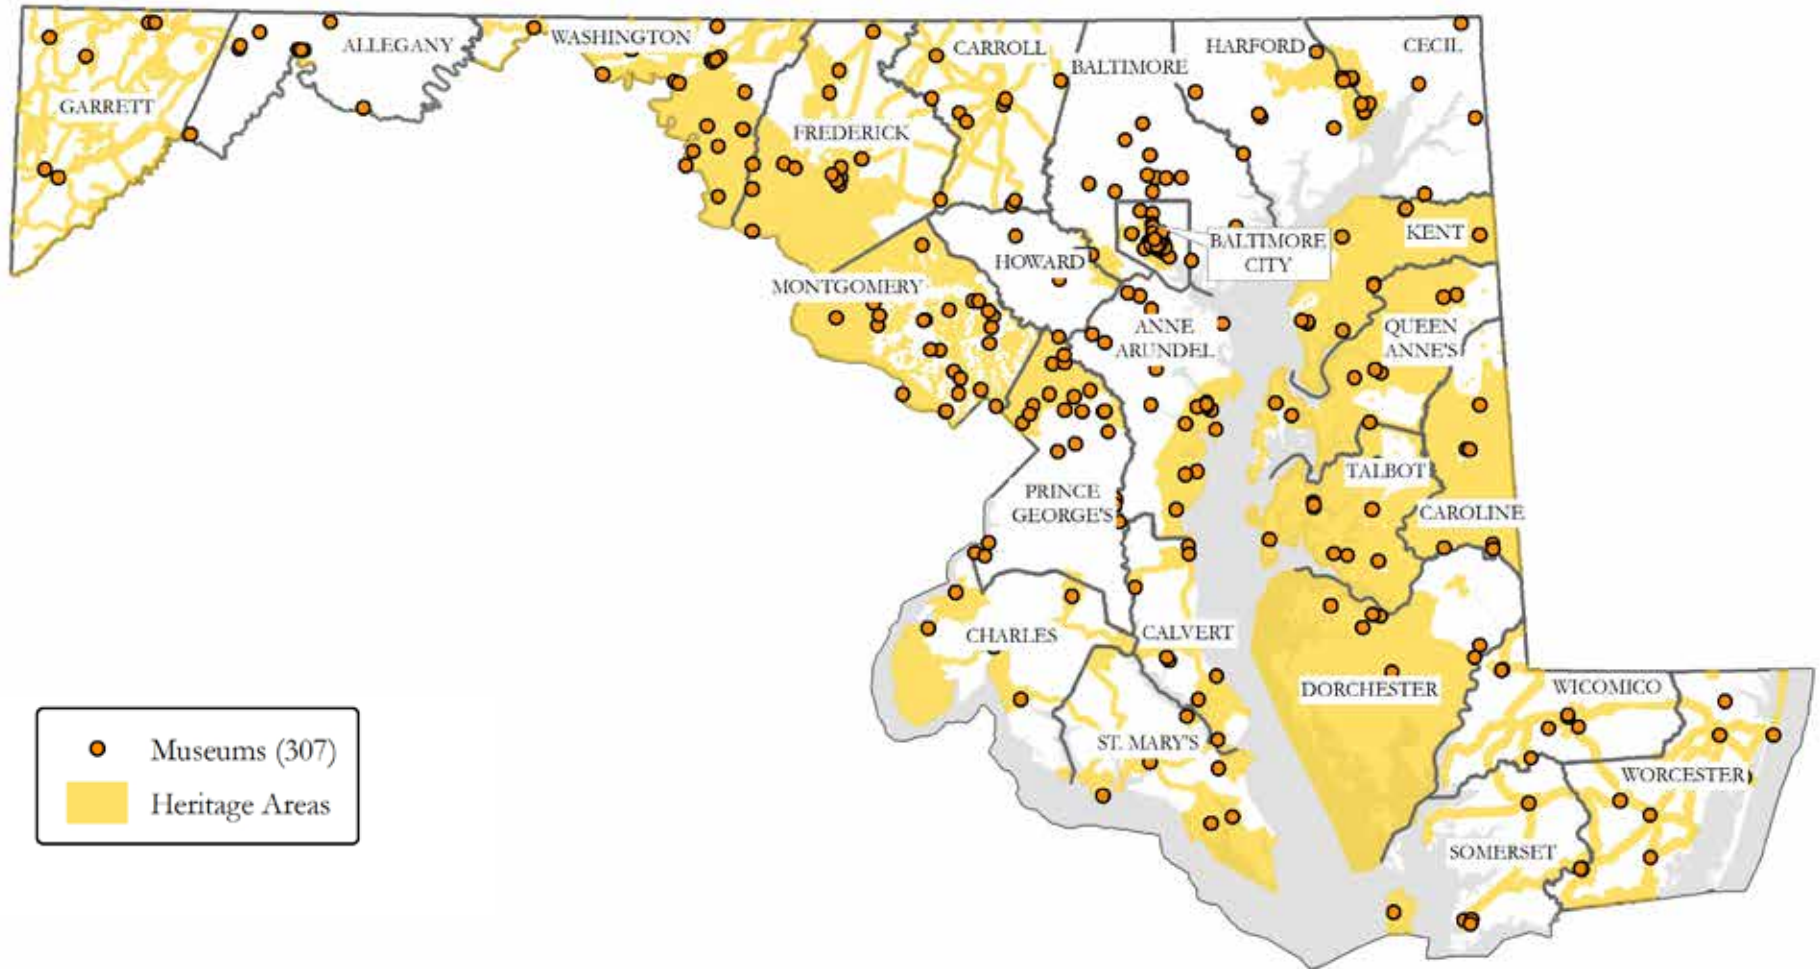 WASHINGTON
ALLEGANY
CARROLL
HARFORD
CECIL
BALTIMORE
GARRETT
FREDERICK
KENT
BALTIMORE
CITY
HOWARD
MONTGOMERY
ANNE
ARUNDEL
QUEEN
ANNE'S
TALBOT
PRINCE
GEORGE'S
CAROLINE
CHARLES
CALVERT
DORCHESTER
WICOMICO
ST. MARY'S
WORCESTER
SOMERSET
Museums (307)
Heritage Areas